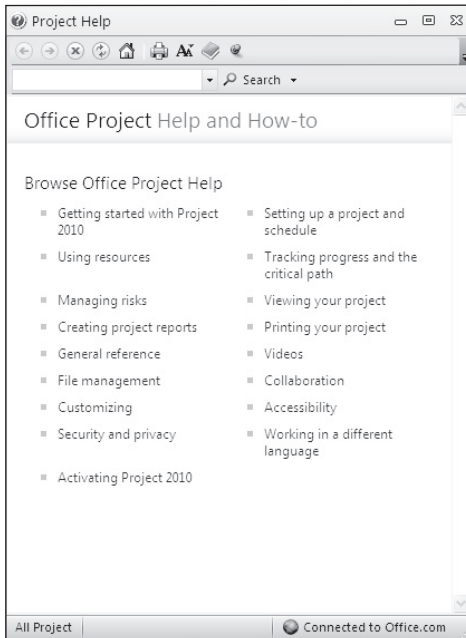 Project Help
Search
Office Project Help and How-to
Browse Office Project Help
Getting started with Project
2010
Setting up a project and
schedule
Using resources
Tracking progress and the
critical path
Managing risks
Viewing your project
Creating project reports
Printing your project
General reference
Videos
File management
Collaboration
Customizing
Accessibility
Security and privacy
Working in a different
language
Activating Project 2010
All Project
Connected to Office.com